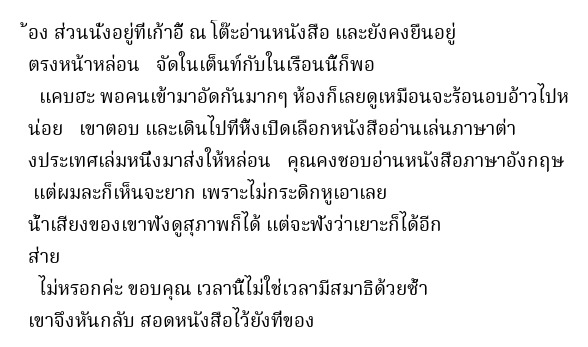 ้อง ส่วนนั่งอยู่ที่เก้าอี้ ณ โต๊ะอ่านหนังสือ และยังคงยืนอยู่
ตรงหน้าหล่อน  จัดในเต็นท์กับในเรือนนี้ก็พอ
แคบฮะ พอคนเข้ามาอัดกันมากๆ ห้องก็เลยดูเหมือนจะร้อนอบอ้าวไปห
น่อย  เขาตอบ และเดินไปที่หิ้งเปิดเลือกหนังสืออ่านเล่นภาษาต่า
งประเทศเล่มหนึ่งมาส่งให้หล่อน  คุณคงชอบอ่านหนังสือภาษาอังกฤษ
แต่ผมละก็เห็นจะยาก เพราะไม่กระดิกหูเอาเลย
น้ำเสียงของเขาฟังดูสุภาพก็ได้ แต่จะฟังว่าเยาะก็ได้อีก
ส่าย
ไม่หรอกค่ะ ขอบคุณ เวลานี้ไม่ใช่เวลามีสมาธิด้วยซ้ำ
เขาจึงหันกลับ สอดหนังสือไว้ยังที่ของ